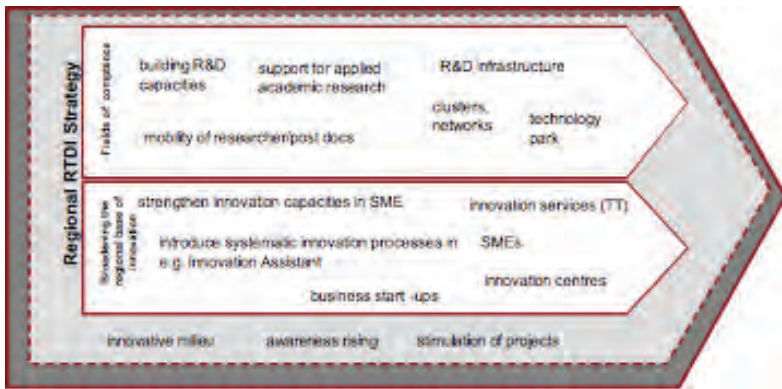 Regional RTDI Strategy
Fields of complance
building R&D
capacities
support for applied
academic research
R&D infrastructure
mobility of researcher/post docs
clusters,
networks
technology
park
Broadening the
regional base of
innovation
strengthen innovation capacities in SME
innovation services (TT)
introduce systematic innovation processes in SMEs
e.g. Innovation Assistant
innovation centres
business start -ups
innovative milieu
awareness rising
stimulation of projects